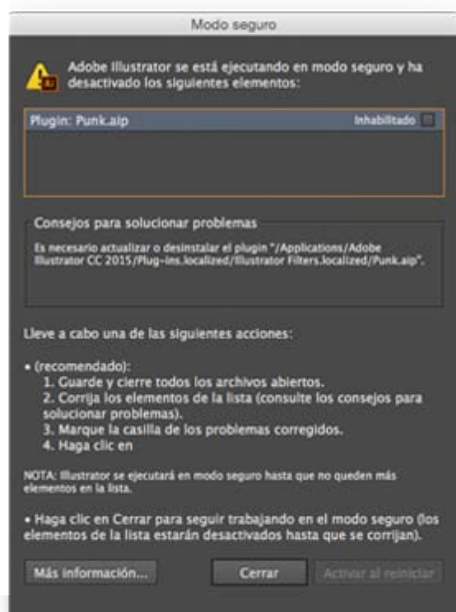 Modo seguro
Adobe Illustrator se está ejecutando en modo seguro y ha
desactivado los siguientes elementos:
Plugin: Punk.aip Inhabilitado
Consejos para solucionar problemas
Es necesario actualizar o desinstalar el plugin "/Applications/Adobe
Illustrator CC 2015/Plug-ins.localized/Illustrator Filters.localized/Punk.aip".
Lleve a cabo una de las siguientes acciones:
• (recomendado):
1. Guarde y cierre todos los archivos abiertos.
2. Corrija los elementos de la lista (consulte los consejos para
solucionar problemas).
3. Marque la casilla de los problemas corregidos.
4. Haga clic en
NOTA: Illustrator se ejecutará en modo seguro hasta que no queden más
elementos en la lista.
• Haga clic en Cerrar para seguir trabajando en el modo seguro (los
elementos de la lista estarán desactivados hasta que se corrijan).
Más información... Cerrar Activar al reiniciar